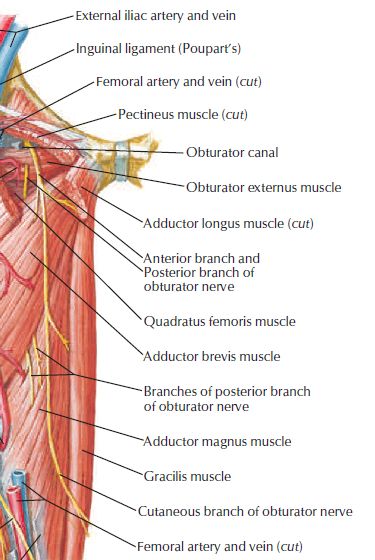 External iliac artery and vein
Inguinal ligament (Poupart's)
Femoral artery and vein (cut)
Pectineus muscle (cut)
Obturator canal
Obturator externus muscle
Adductor longus muscle (cut)
Anterior branch and
Posterior branch of
obturator nerve
Quadratus femoris muscle
Adductor brevis muscle
Branches of posterior branch
of obturator nerve
Adductor magnus muscle
Gracilis muscle
Cutaneous branch of obturator nerve
Femoral artery and vein (cut)